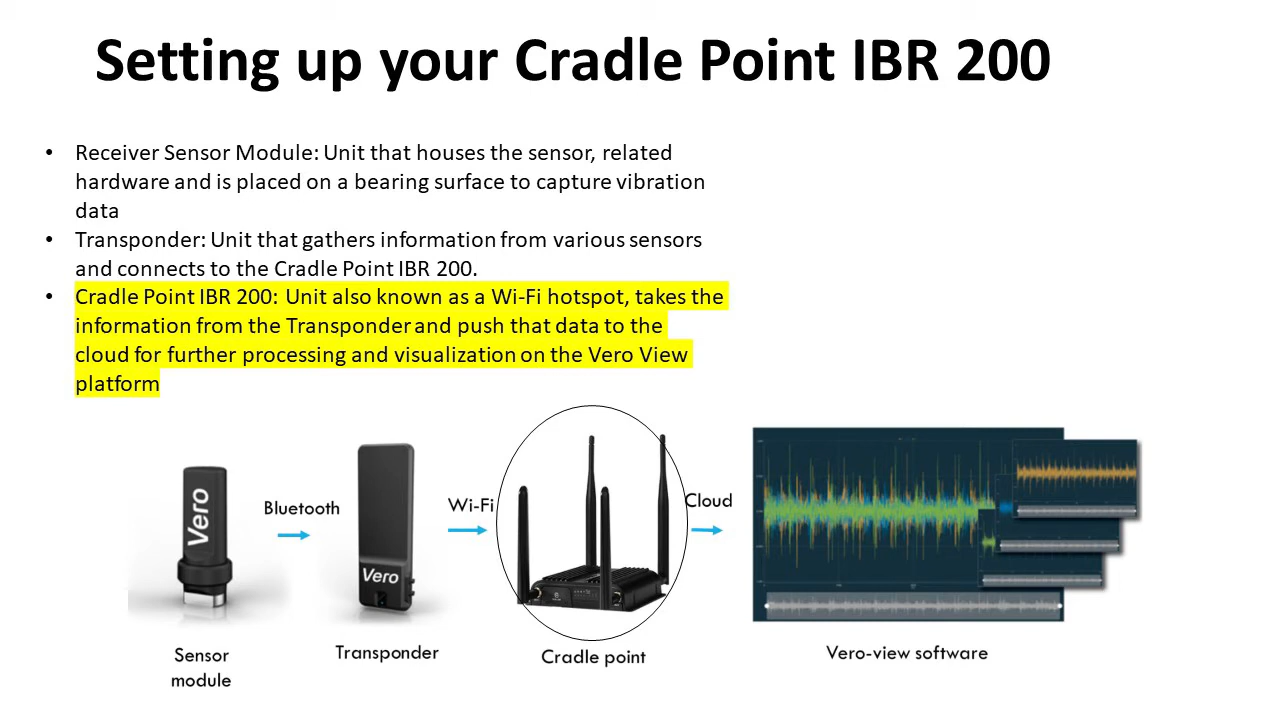 Setting up your Cradle Point IBR 200
• Receiver Sensor Module: Unit that houses the sensor, related
hardware and is placed on a bearing surface to capture vibration
data
• Transponder: Unit that gathers information from various sensors
and connects to the Cradle Point IBR 200.
• Cradle Point IBR 200: Unit also known as a Wi-Fi hotspot, takes the
information from the Transponder and push that data to the
cloud for further processing and visualization on the Vero View
platform
Vero
Bluetooth
Vero
Wi-Fi
Cloud
Sensor
module
Transponder
Cradle point
Vero-view software